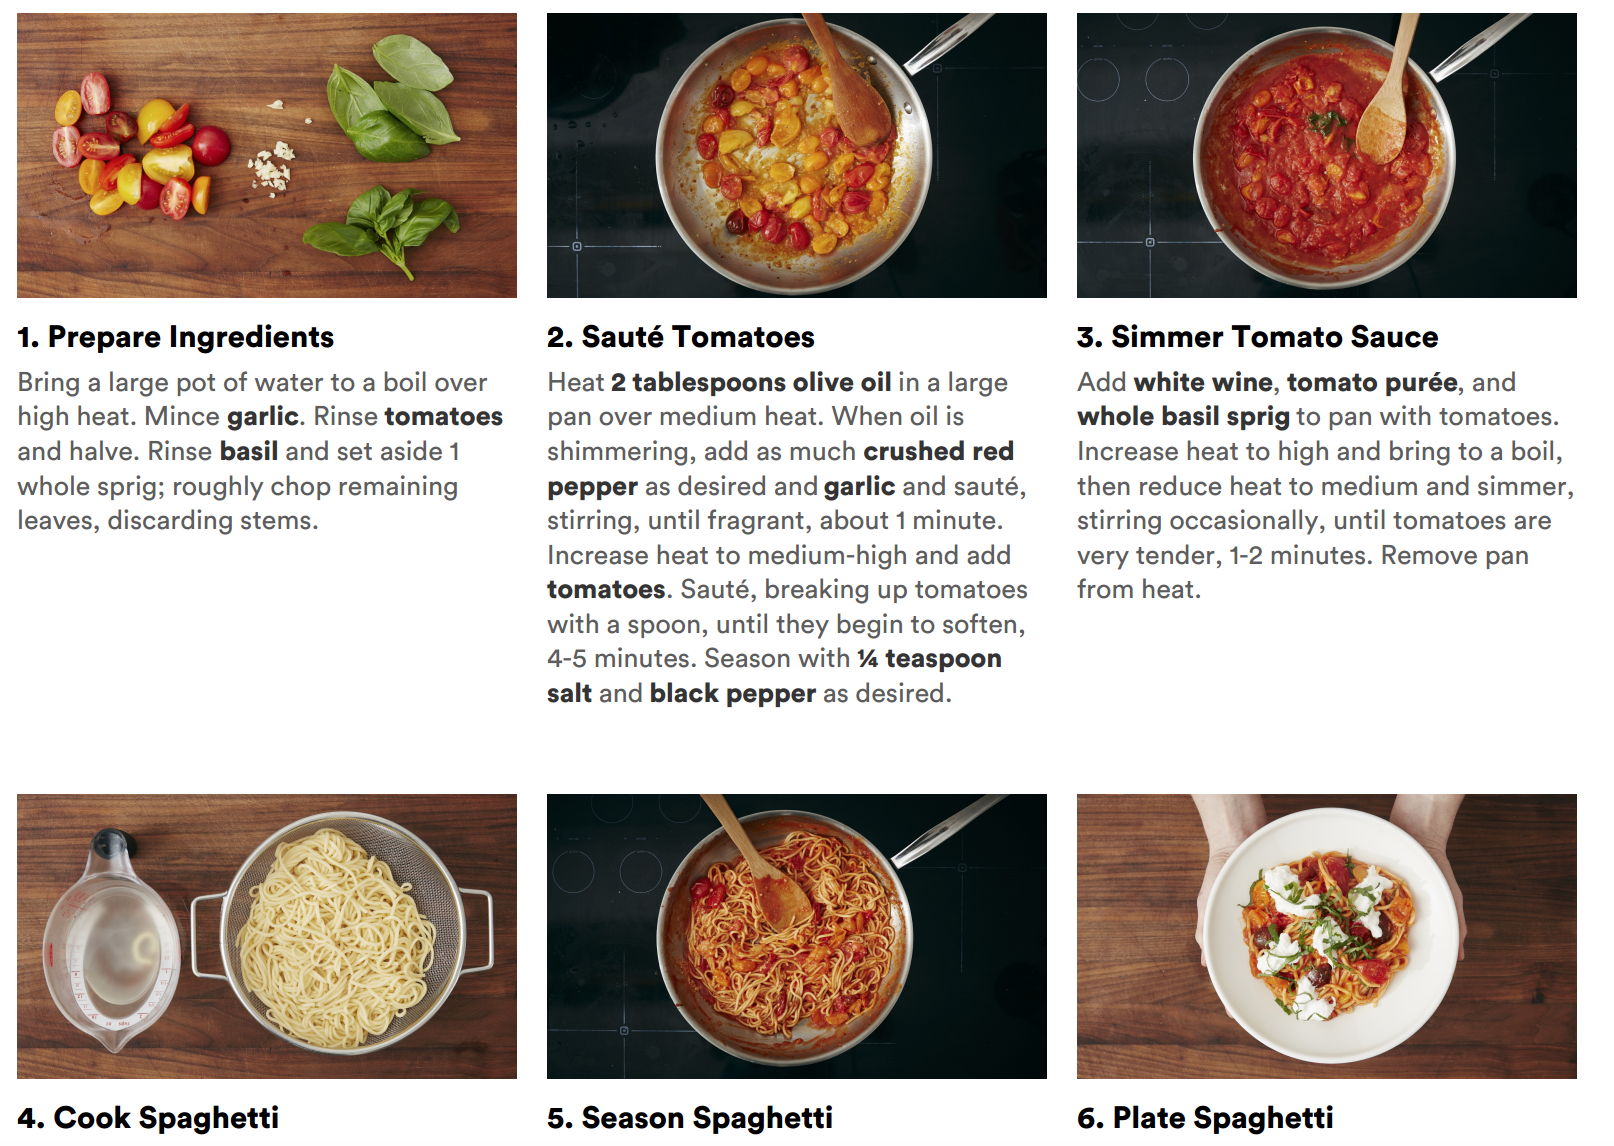 1. Prepare Ingredients
Bring a large pot of water to a boil over
high heat. Mince garlic. Rinse tomatoes
and halve. Rinse basil and set aside 1
whole sprig; roughly chop remaining
leaves, discarding stems.
2. Sauté Tomatoes
Heat 2 tablespoons olive oil in a large
pan over medium heat. When oil is
shimmering, add as much crushed red
pepper as desired and garlic and sauté,
stirring, until fragrant, about 1 minute.
Increase heat to medium-high and add
tomatoes. Sauté, breaking up tomatoes
with a spoon, until they begin to soften,
4-5 minutes. Season with ¼ teaspoon
salt and black pepper as desired.
3. Simmer Tomato Sauce
Add white wine, tomato purée, and
whole basil sprig to pan with tomatoes.
Increase heat to high and bring to a boil,
then reduce heat to medium and simmer,
stirring occasionally, until tomatoes are
very tender, 1-2 minutes. Remove pan
from heat.
4. Cook Spaghetti
5. Season Spaghetti
6. Plate Spaghetti